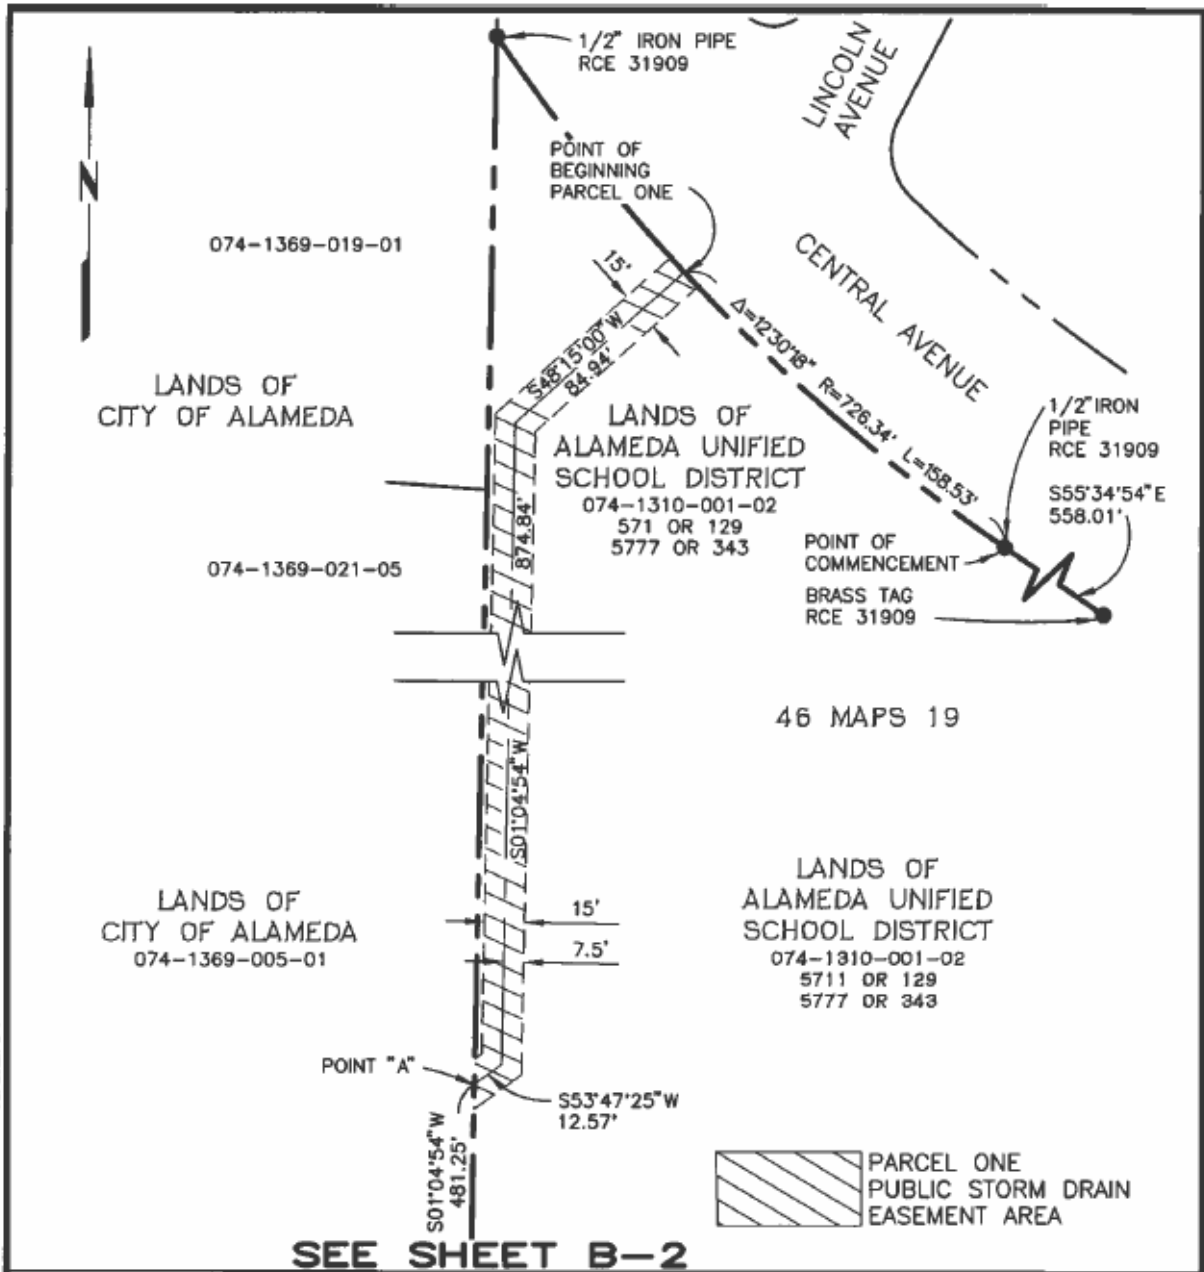 1/2" IRON PIPE
RCE 31909
LINCOLN
AVENUE
N
POINT OF
BEGINNING
PARCEL ONE
074-1369-019-01
15'
CENTRAL AVENUE
S48°15'00"W
84.94'
Δ=12°30'18" R=726.34' L=158.53'
LANDS OF
CITY OF ALAMEDA
LANDS OF
ALAMEDA UNIFIED
SCHOOL DISTRICT
074-1310-001-02
571 OR 129
5777 OR 343
1/2" IRON
PIPE
RCE 31909
S55°34'54"E
558.01'
874.84'
POINT OF
COMMENCEMENT
074-1369-021-05
BRASS TAG
RCE 31909
46 MAPS 19
S01°04'54"W
LANDS OF
CITY OF ALAMEDA
074-1369-005-01
15'
7.5'
LANDS OF
ALAMEDA UNIFIED
SCHOOL DISTRICT
074-1310-001-02
5711 OR 129
5777 OR 343
POINT "A"
S53°47'25"W
12.57'
S01°04'54"W
481.25'
PARCEL ONE
PUBLIC STORM DRAIN
EASEMENT AREA
SEE SHEET B-2